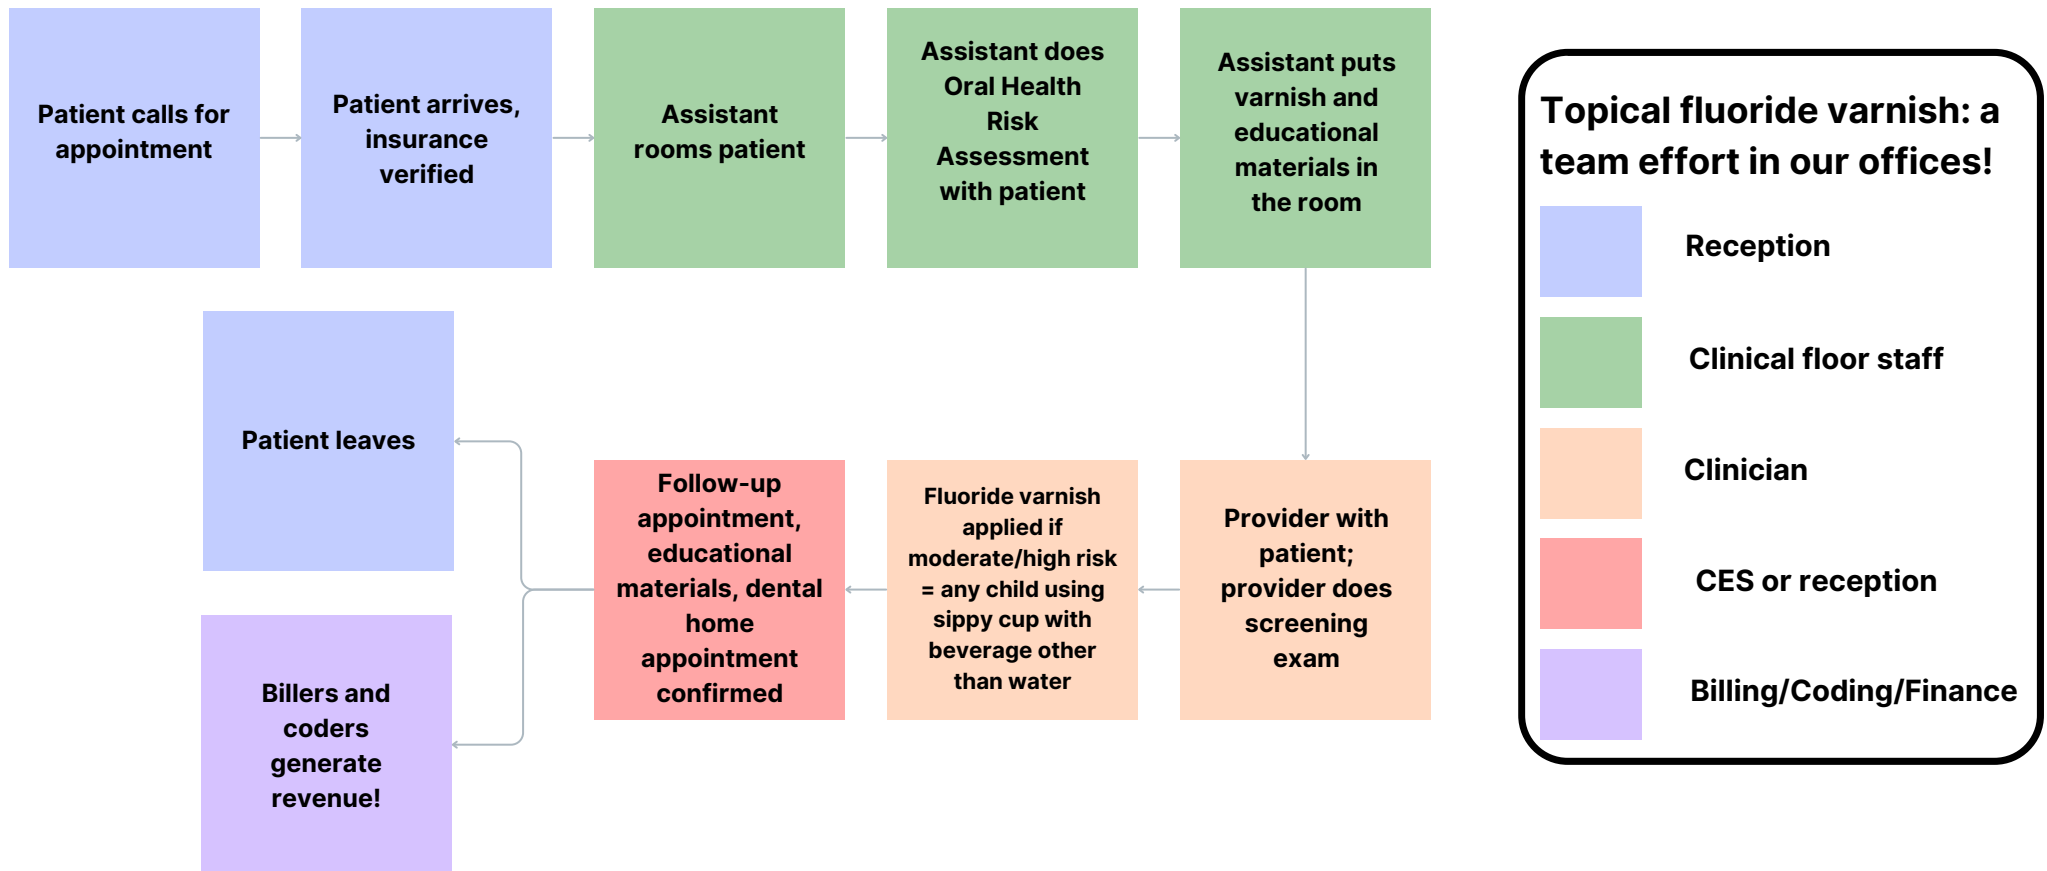 Patient calls for
appointment
Patient arrives,
insurance
verified
Assistant
rooms patient
Assistant does
Oral Health
Risk
Assessment
with patient
Assistant puts
varnish and
educational
materials in
the room
Provider with
patient;
provider does
screening
exam
Fluoride varnish
applied if
moderate/high risk
= any child using
sippy cup with
beverage other
than water
Follow-up
appointment,
educational
materials, dental
home
appointment
confirmed
Patient leaves
Billers and
coders
generate
revenue!
Topical fluoride varnish: a
team effort in our offices!
Reception
Clinical floor staff
Clinician
CES or reception
Billing/Coding/Finance